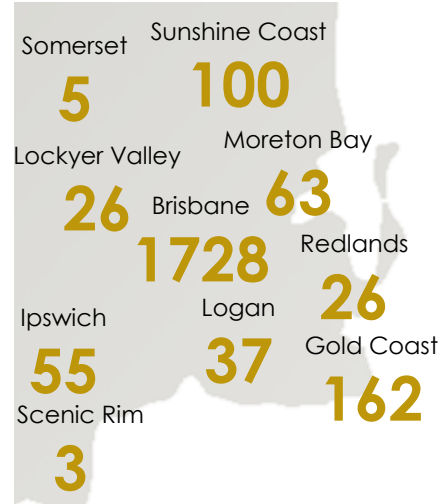 Somerset
5
Sunshine Coast
100
Lockyer Valley
26
Moreton Bay
63
Brisbane
1728
Redlands
26
Ipswich
55
Logan
37
Gold Coast
162
Scenic Rim
3